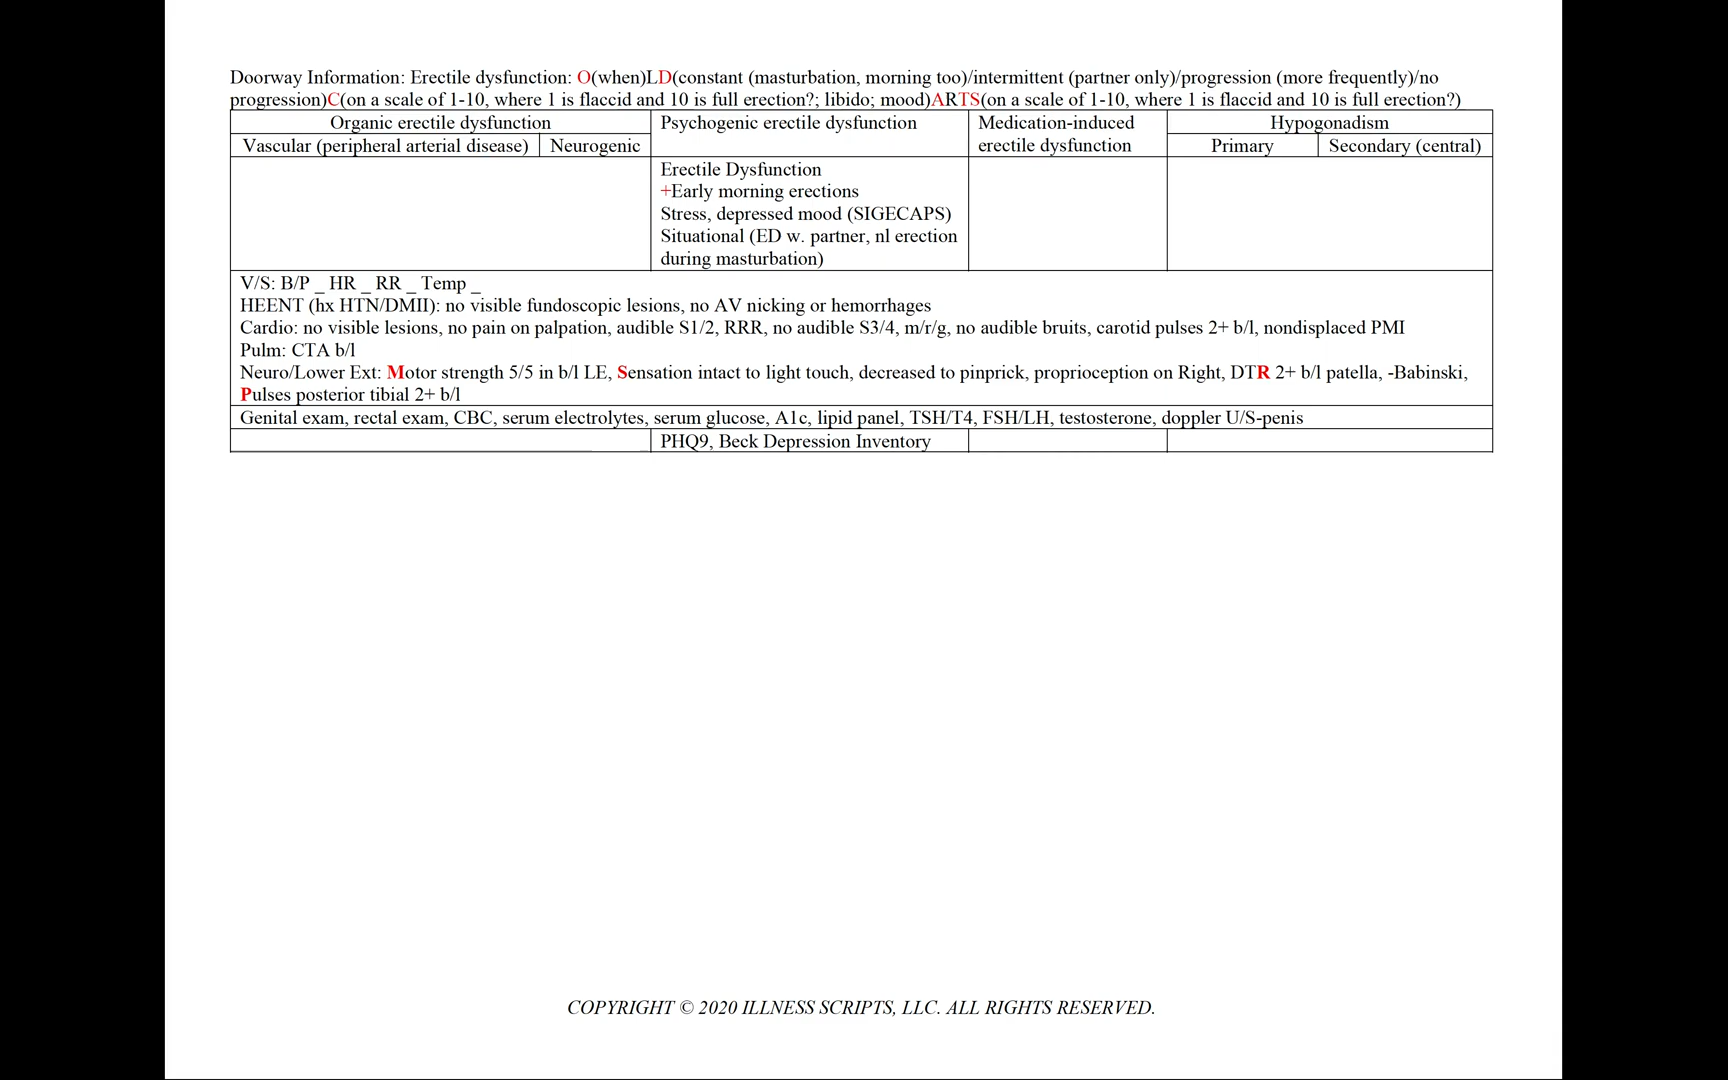 Doorway Information: Erectile dysfunction: O(when)LD(constant (masturbation, morning too)/intermittent (partner only)/progression (more frequently)/no
progression)C(on a scale of 1-10, where 1 is flaccid and 10 is full erection?; libido; mood)ARTS(on a scale of 1-10, where 1 is flaccid and 10 is full erection?)
Organic erectile dysfunction
Vascular (peripheral arterial disease)
Neurogenic
Psychogenic erectile dysfunction
Medication-induced
erectile dysfunction
Hypogonadism
Primary
Secondary (central)
Erectile Dysfunction
+Early morning erections
Stress, depressed mood (SIGECAPS)
Situational (ED w. partner, nl erection
during masturbation)
V/S: B/P _ HR _ RR _ Temp _
HEENT (hx HTN/DMII): no visible fundoscopic lesions, no AV nicking or hemorrhages
Cardio: no visible lesions, no pain on palpation, audible S1/2, RRR, no audible S3/4, m/r/g, no audible bruits, carotid pulses 2+ b/l, nondisplaced PMI
Pulm: CTA b/l
Neuro/Lower Ext: Motor strength 5/5 in b/l LE, Sensation intact to light touch, decreased to pinprick, proprioception on Right, DTR 2+ b/l patella, -Babinski,
Pulses posterior tibial 2+ b/l
Genital exam, rectal exam, CBC, serum electrolytes, serum glucose, A1c, lipid panel, TSH/T4, FSH/LH, testosterone, doppler U/S-penis
PHQ9, Beck Depression Inventory
COPYRIGHT © 2020 ILLNESS SCRIPTS, LLC. ALL RIGHTS RESERVED.